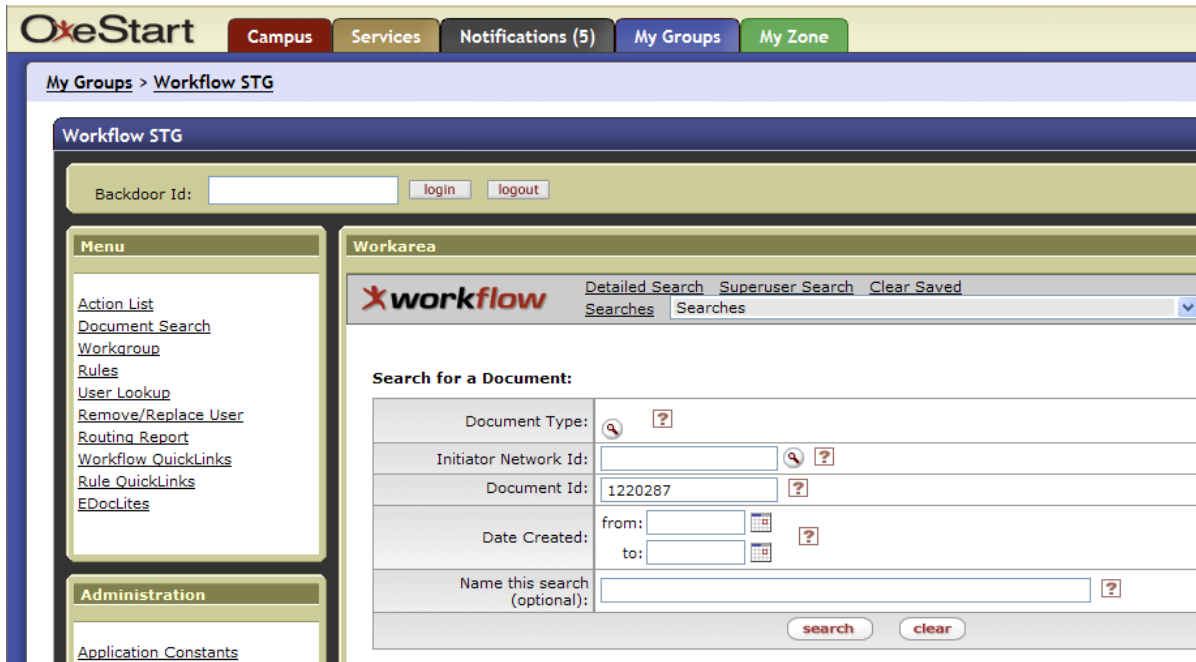 OneStart
Campus
Services
Notifications (5)
My Groups
My Zone
My Groups > Workflow STG
Workflow STG
Backdoor Id:
login
logout
Menu
Action List
Document Search
Workgroup
Rules
User Lookup
Remove/Replace User
Routing Report
Workflow QuickLinks
Rule QuickLinks
EDocLites
Administration
Application Constants
Workarea
workflow
Detailed Search Superuser Search Clear Saved
Searches Searches
Search for a Document:
Document Type: ?
Initiator Network Id: ?
Document Id: 1220287 ?
Date Created: from: ?
to:
Name this search
(optional): ?
search clear